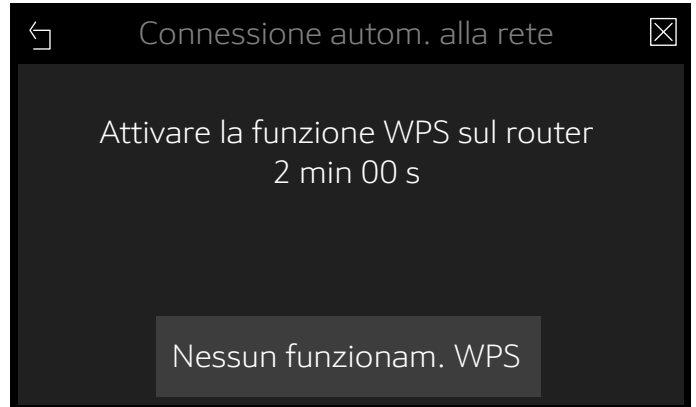 Connessione autom. alla rete
Attivare la funzione WPS sul router
2 min 00 s
Nessun funzionam. WPS